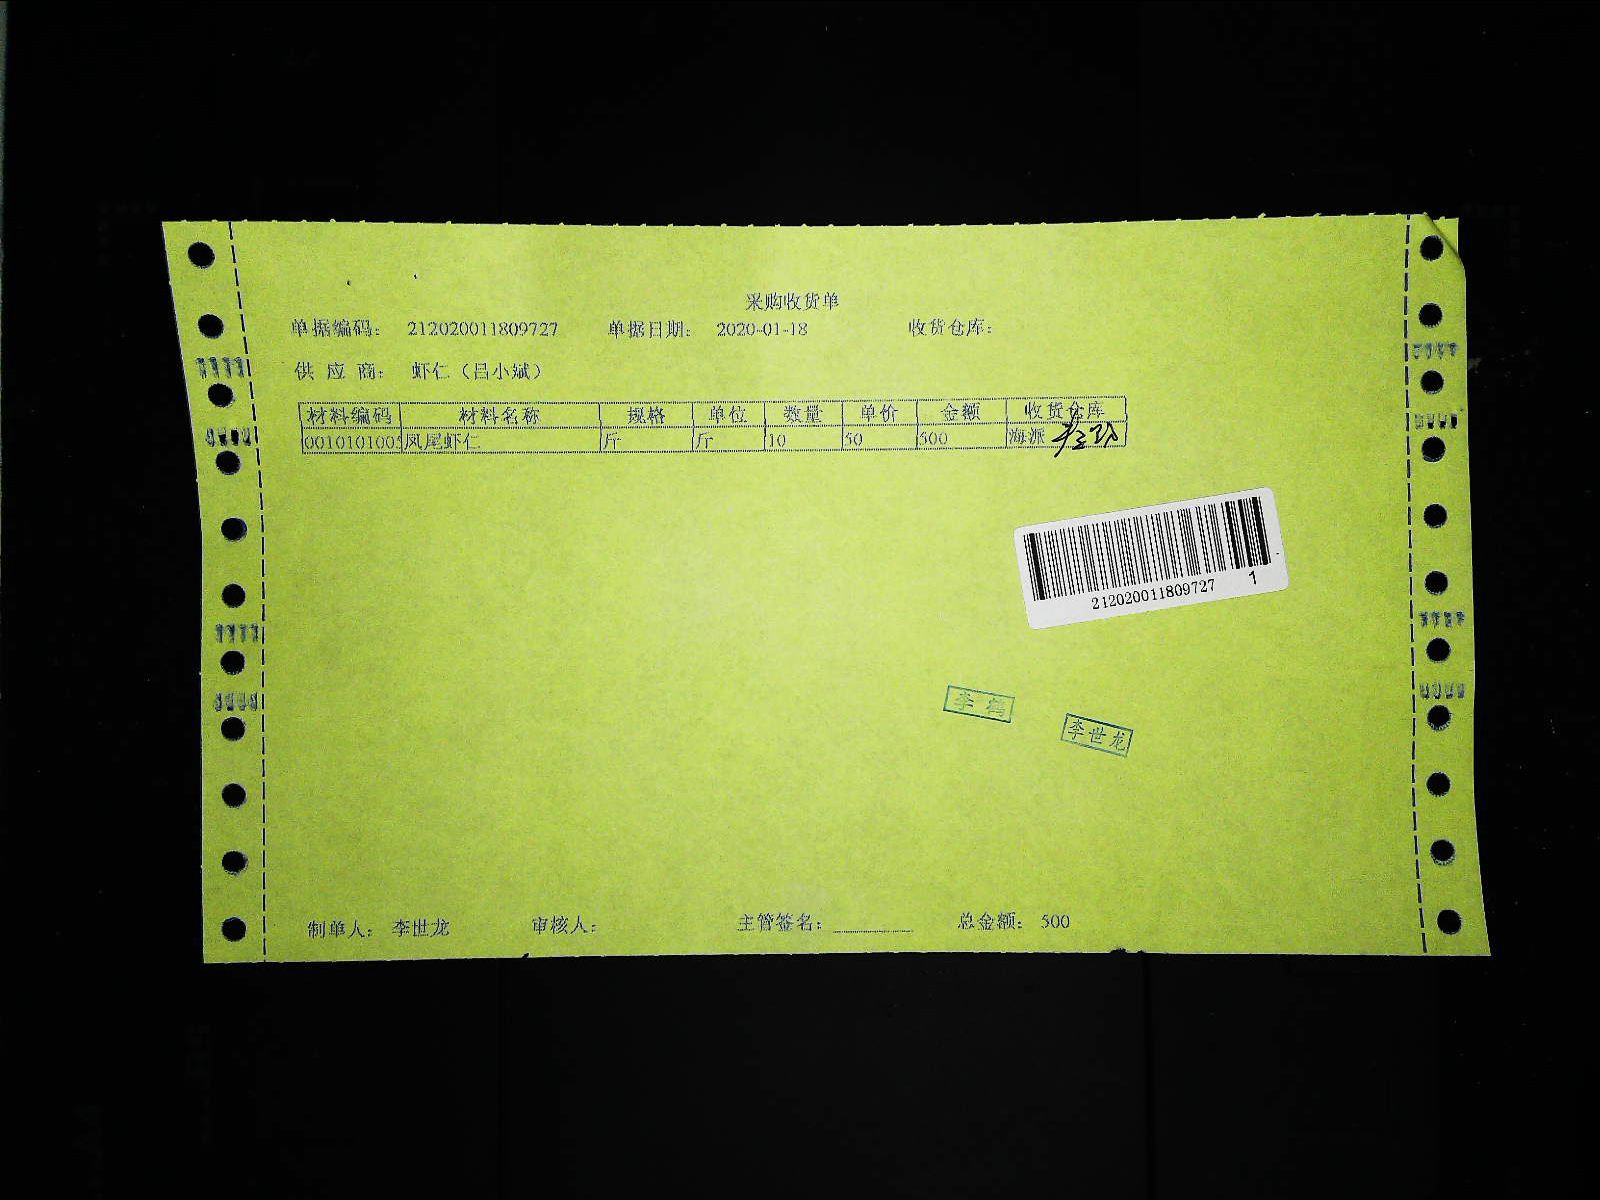 采购收货单
单据编码： 212020011809727 单据日期： 2020-01-18 收货仓库：
供 应 商： 虾仁（吕小斌）
材料编码 材料名称 规格 单位 数量 单价 金额 收货仓库
0010101005 凤尾虾仁 斤 斤 10 50 500 海派
212020011809727 1
李鹤
李世龙
制单人： 李世龙 审核人： 主管签名： 总金额： 500